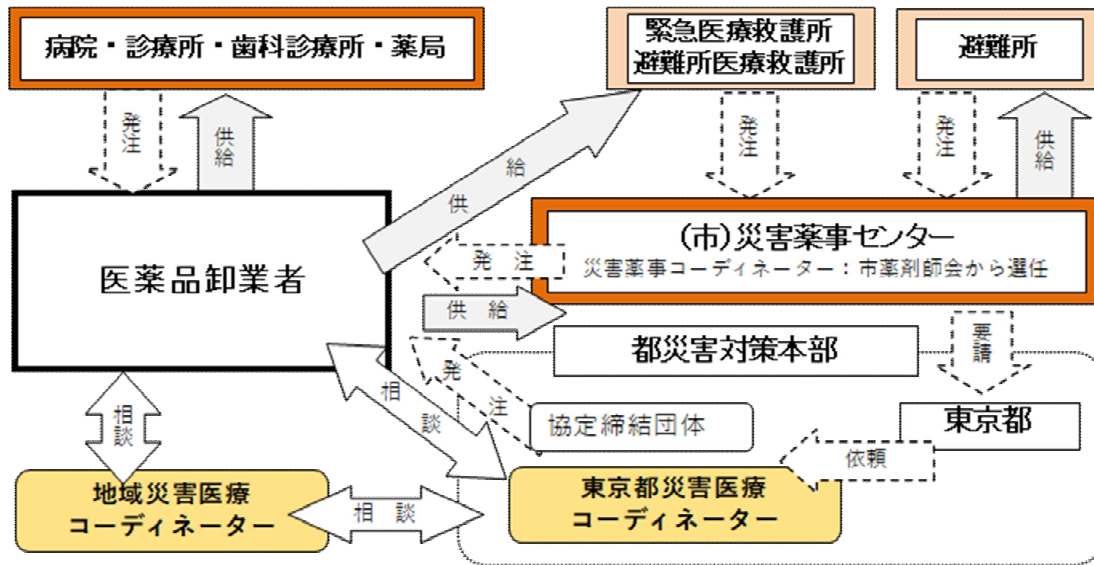 病院・診療所・歯科診療所・薬局
緊急医療救護所
避難所医療救護所
避難所
発注
供給
発注
発注
供給
供給
医薬品卸業者
(市)災害薬事センター
災害薬事コーディネーター：市薬剤師会から選任
発注
供給
要請
都災害対策本部
発注
相談
相談
協定締結団体
東京都
依頼
地域災害医療
コーディネーター
相談
東京都災害医療
コーディネーター